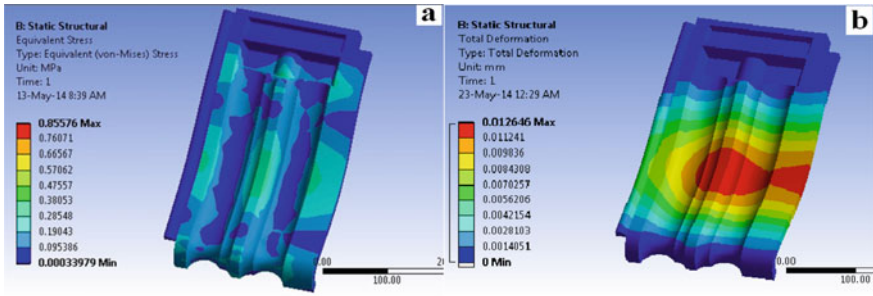 a
B: Static Structural
Equivalent Stress
Type: Equivalent (von-Mises) Stress
Unit: MPa
Time: 1
13-May-14 8:39 AM
0.85576 Max
0.76071
0.66567
0.57062
0.47557
0.38053
0.28548
0.19043
0.095386
0.00033979 Min
0.00
100.00
b
B: Static Structural
Total Deformation
Type: Total Deformation
Unit: mm
Time: 1
23-May-14 12:29 AM
0.012646 Max
0.011241
0.009836
0.0084308
0.0070257
0.0056206
0.0042154
0.0028103
0.0014051
0 Min
0.00
100.00